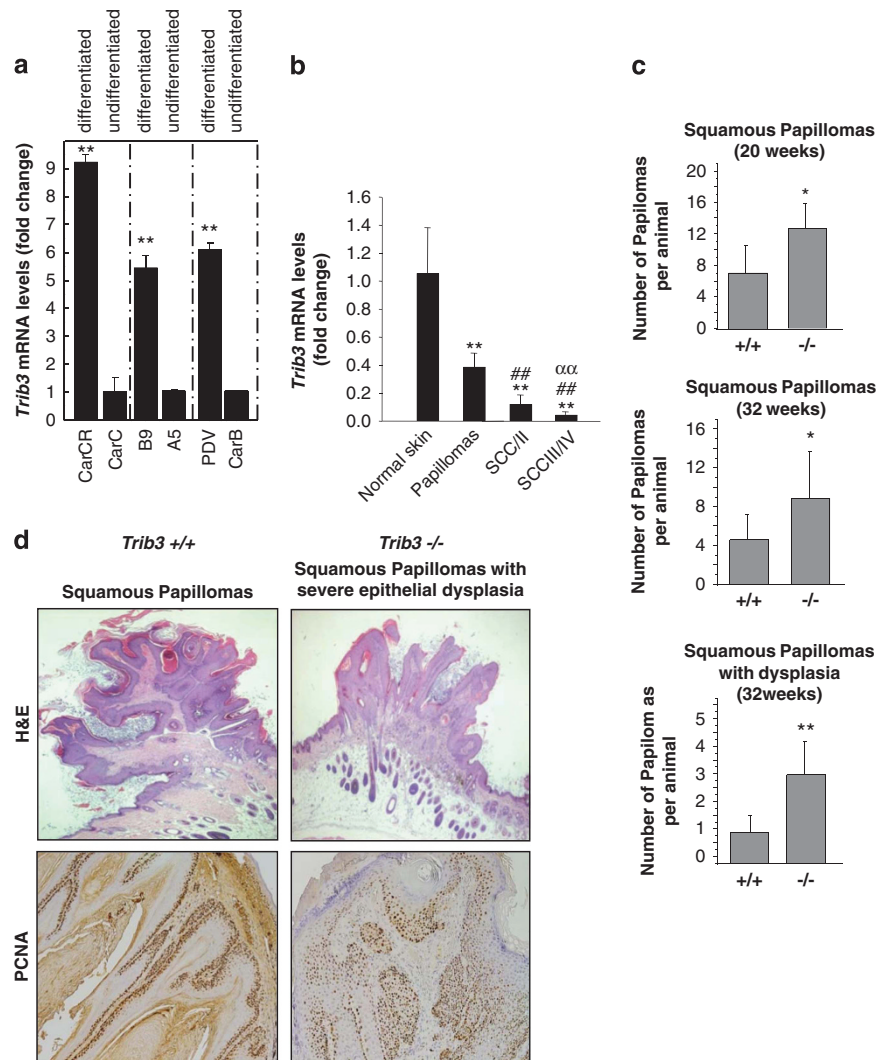 a
differentiated
undifferentiated
differentiated
undifferentiated
differentiated
undifferentiated
Trib3 mRNA levels (fold change)
9
8
7
6
5
4
3
2
1
0
**
**
**
CarCR
CarC
B9
A5
PDV
CarB
b
Trib3 mRNA levels
(fold change)
1.6
1.4
1.2
1.0
0.8
0.6
0.4
0.2
0.0
**
##
**
αα
##
**
Normal skin
Papillomas
SCC/II
SCCIII/IV
c
Squamous Papillomas
(20 weeks)
Number of Papillomas
per animal
20
16
12
8
4
0
*
+/+
-/-
Squamous Papillomas
(32 weeks)
Number of Papilomas
per animal
16
12
8
4
0
*
+/+
-/-
Squamous Papillomas
with dysplasia
(32weeks)
Number of Papilom as
per animal
5
4
3
2
1
0
**
+/+
-/-
d
Trib3 +/+
Trib3 -/-
Squamous Papillomas
Squamous Papillomas with
severe epithelial dysplasia
H&E
PCNA